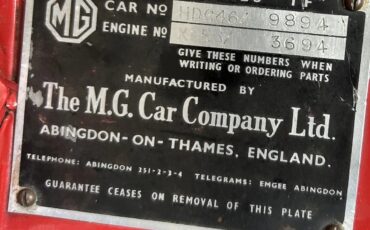 MG
CAR NO HDC46/ 9894
ENGINE NO 3694
GIVE THESE NUMBERS WHEN
WRITING OR ORDERING PARTS
MANUFACTURED BY
The M.G. Car Company Ltd.
ABINGDON-ON-THAMES, ENGLAND.
TELEPHONE: ABINGDON 251-2-3-4 TELEGRAMS: EMGEE ABINGDON
GUARANTEE CEASES ON REMOVAL OF THIS PLATE